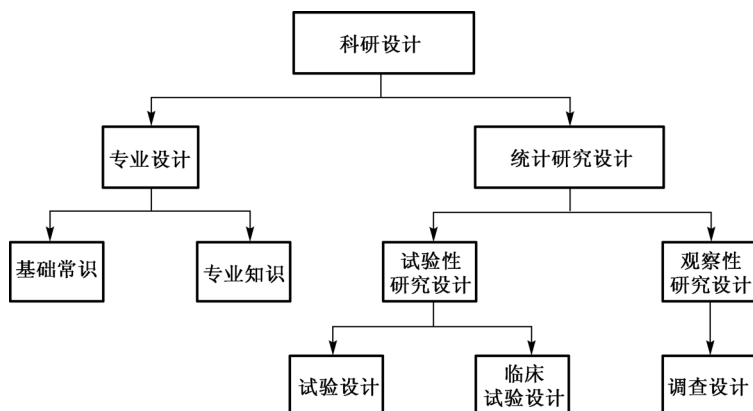 科研设计
专业设计
统计研究设计
基础常识
专业知识
试验性
研究设计
观察性
研究设计
试验设计
临床
试验设计
调查设计